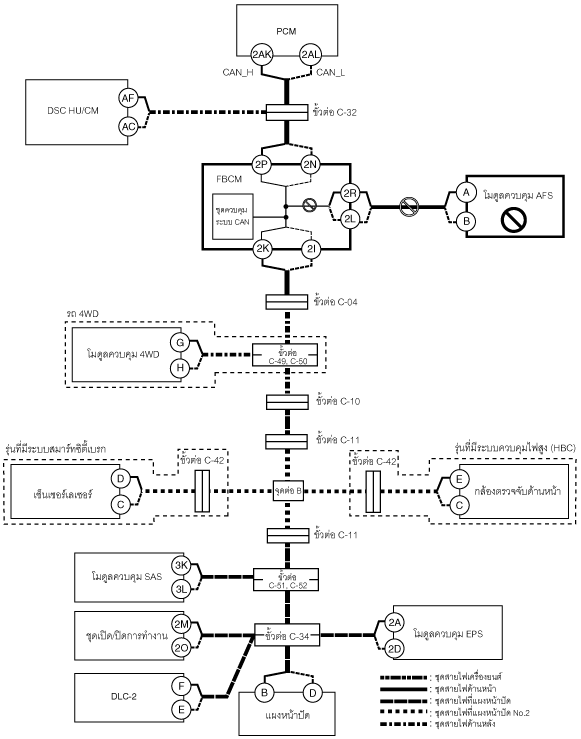 PCM
2AK 2AL
CAN_H CAN_L
AF
DSC HU/CM
AC
ขั้วต่อ C-32
2P 2N
FBCM
ชุดควบคุม
ระบบ CAN
2R
2L
A
โมดูลควบคุม AFS
B
2K 2I
ขั้วต่อ C-04
รถ 4WD
G
โมดูลควบคุม 4WD
H
ขั้วต่อ
C-49, C-50
ขั้วต่อ C-10
ขั้วต่อ C-11
รุ่นที่มีระบบสมาร์ทซิตี้เบรก
ขั้วต่อ C-42
D
เซ็นเซอร์เลเซอร์
C
จุดต่อ B
รุ่นที่มีระบบควบคุมไฟสูง (HBC)
ขั้วต่อ C-42
E
กล้องตรวจจับด้านหน้า
C
ขั้วต่อ C-11
3K
โมดูลควบคุม SAS
3L
ขั้วต่อ
C-51, C-52
2M
ชุดเปิด/ปิดการทำงาน
2O
ขั้วต่อ C-34
2A
โมดูลควบคุม EPS
2D
F
DLC-2
E
B D
แผงหน้าปัด
: ชุดสายไฟเครื่องยนต์
: ชุดสายไฟด้านหน้า
: ชุดสายไฟที่แผงหน้าปัด
: ชุดสายไฟที่แผงหน้าปัด No.2
: ชุดสายไฟด้านหลัง